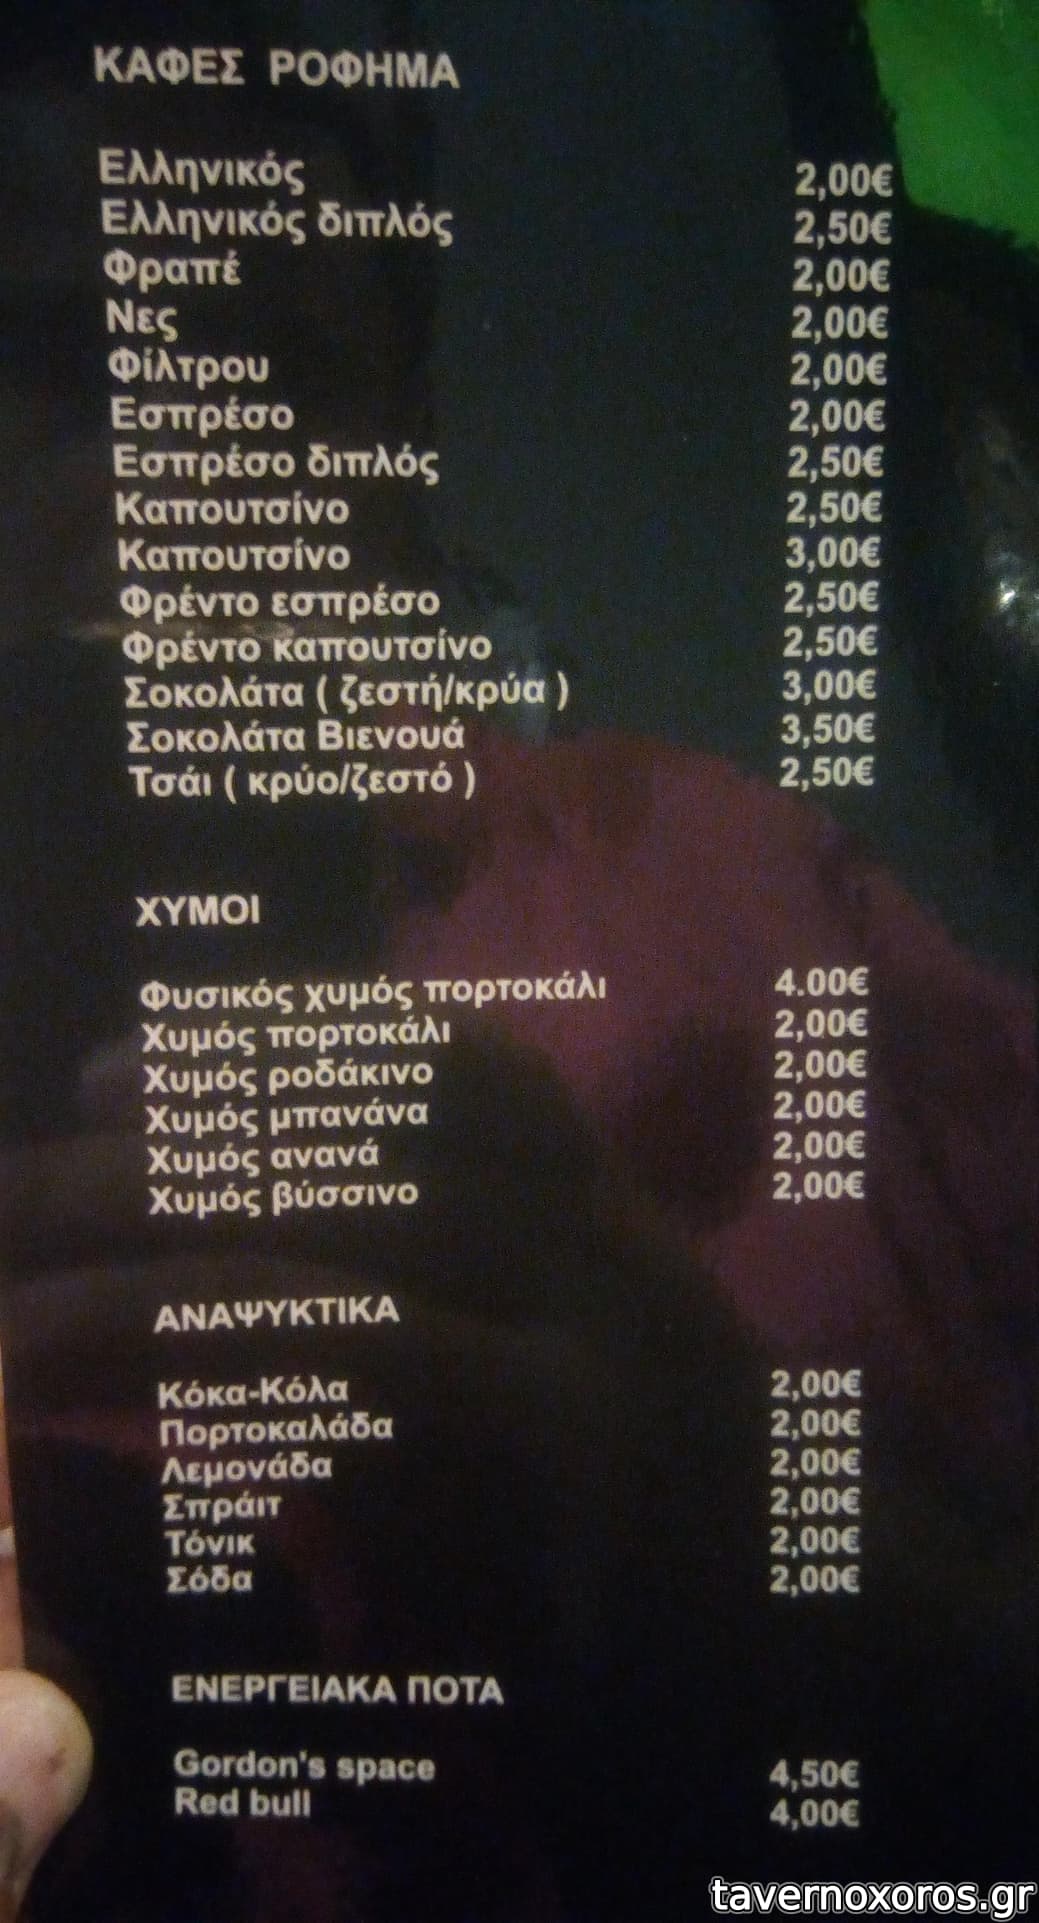 ΚΑΦΕΣ ΡΟΦΗΜΑ
Ελληνικός 2,00€
Ελληνικός διπλός 2,50€
Φραπέ 2,00€
Νες 2,00€
Φίλτρου 2,00€
Εσπρέσο 2,00€
Εσπρέσο διπλός 2,50€
Καπουτσίνο 2,50€
Καπουτσίνο 3,00€
Φρέντο εσπρέσο 2,50€
Φρέντο καπουτσίνο 2,50€
Σοκολάτα ( ζεστή/κρύα ) 3,00€
Σοκολάτα Βιενουά 3,50€
Τσάι ( κρύο/ζεστό ) 2,50€
ΧΥΜΟΙ
Φυσικός χυμός πορτοκάλι 4.00€
Χυμός πορτοκάλι 2,00€
Χυμός ροδάκινο 2,00€
Χυμός μπανάνα 2,00€
Χυμός ανανά 2,00€
Χυμός βύσσινο 2,00€
ΑΝΑΨΥΚΤΙΚΑ
Κόκα-Κόλα 2,00€
Πορτοκαλάδα 2,00€
Λεμονάδα 2,00€
Σπράιτ 2,00€
Τόνικ 2,00€
Σόδα 2,00€
ΕΝΕΡΓΕΙΑΚΑ ΠΟΤΑ
Gordon's space 4,50€
Red bull 4,00€
tavernoxoros.gr